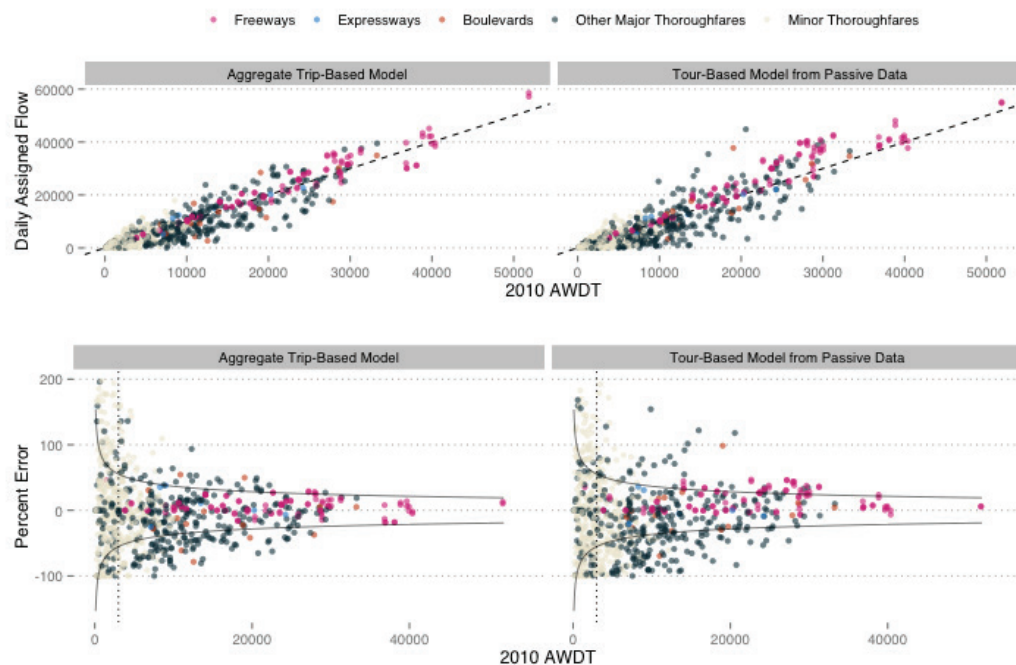 Freeways Expressways Boulevards Other Major Thoroughfares Minor Thoroughfares
Aggregate Trip-Based Model Tour-Based Model from Passive Data
60000
40000
20000
0
Daily Assigned Flow
0 10000 20000 30000 40000 50000 0 10000 20000 30000 40000 50000
2010 AWDT
Aggregate Trip-Based Model Tour-Based Model from Passive Data
200
100
0
-100
Percent Error
0 20000 40000 0 20000 40000
2010 AWDT